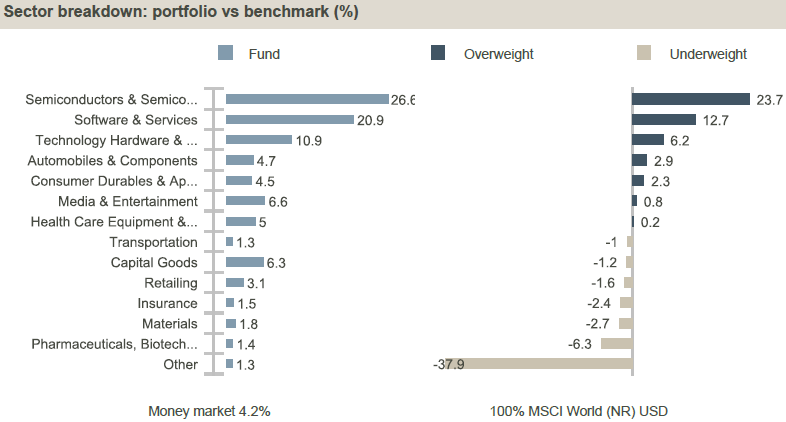 Sector breakdown: portfolio vs benchmark (%)
Fund Overweight Underweight
Semiconductors & Semico... 26.6 23.7
Software & Services 20.9 12.7
Technology Hardware & ... 10.9 6.2
Automobiles & Components 4.7 2.9
Consumer Durables & Ap... 4.5 2.3
Media & Entertainment 6.6 0.8
Health Care Equipment &... 5 0.2
Transportation 1.3 -1
Capital Goods 6.3 -1.2
Retailing 3.1 -1.6
Insurance 1.5 -2.4
Materials 1.8 -2.7
Pharmaceuticals, Biotech... 1.4 -6.3
Other 1.3 -37.9
Money market 4.2% 100% MSCI World (NR) USD